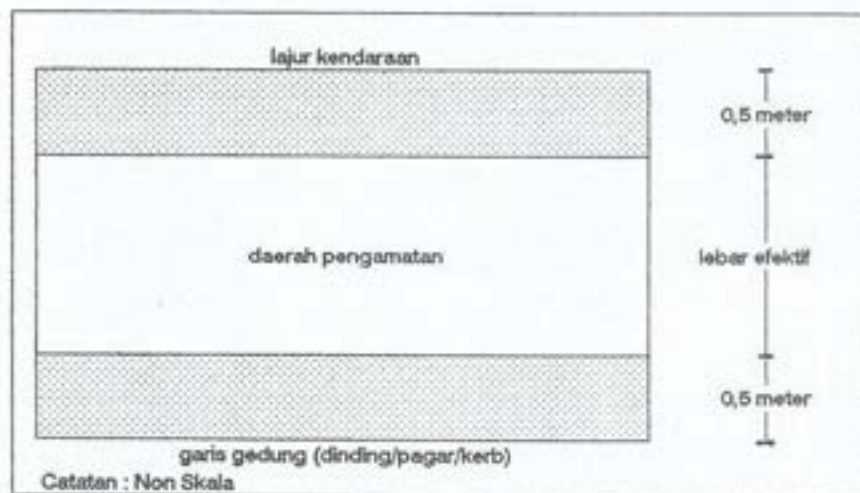 lajur kendaraan
0,5 meter
daerah pengamatan
lebar efektif
0,5 meter
garis gedung (dinding/pagar/kerb)
Catatan : Non Skala